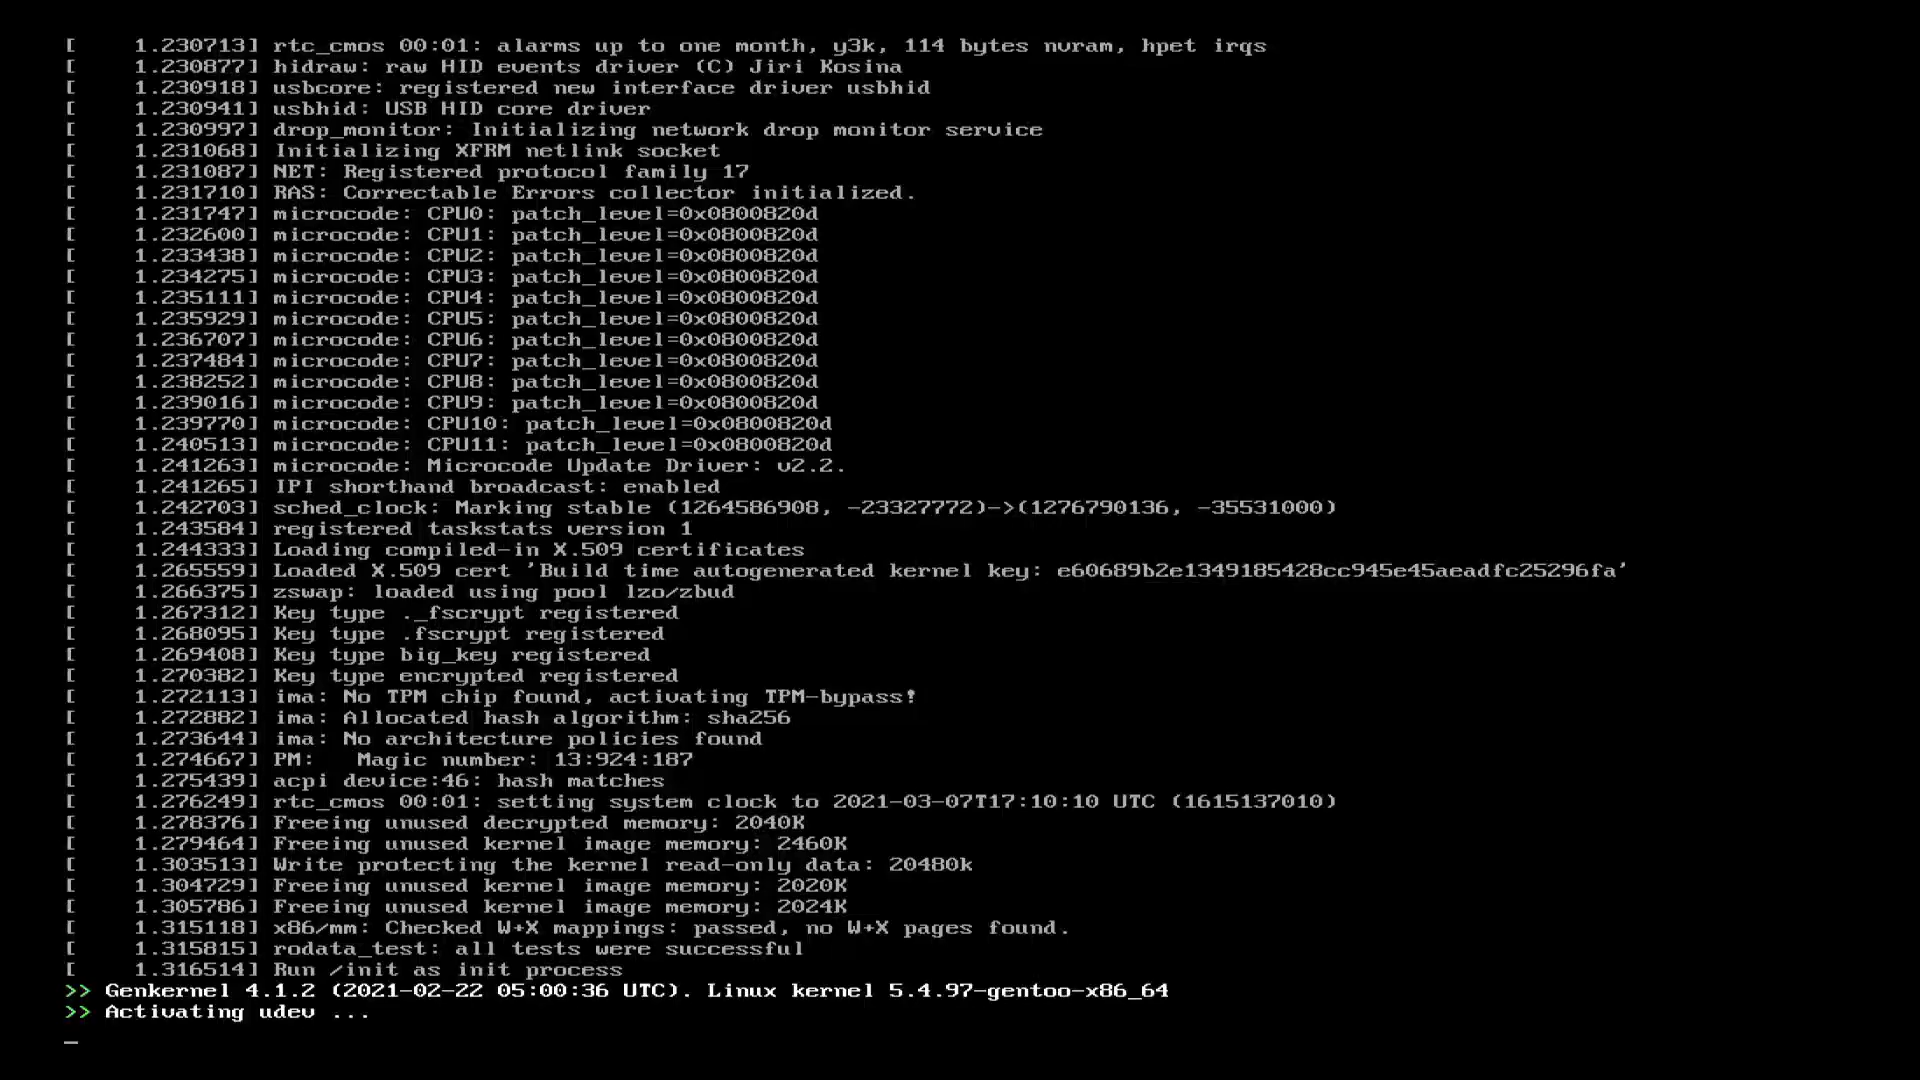 [    1.230713] rtc_cmos 00:01: alarms up to one month, y3k, 114 bytes nvram, hpet irqs
[    1.230877] hidraw: raw HID events driver (C) Jiri Kosina
[    1.230918] usbcore: registered new interface driver usbhid
[    1.230941] usbhid: USB HID core driver
[    1.230997] drop_monitor: Initializing network drop monitor service
[    1.231068] Initializing XFRM netlink socket
[    1.231087] NET: Registered protocol family 17
[    1.231710] RAS: Correctable Errors collector initialized.
[    1.231747] microcode: CPU0: patch_level=0x0800820d
[    1.232600] microcode: CPU1: patch_level=0x0800820d
[    1.233438] microcode: CPU2: patch_level=0x0800820d
[    1.234275] microcode: CPU3: patch_level=0x0800820d
[    1.235111] microcode: CPU4: patch_level=0x0800820d
[    1.235929] microcode: CPU5: patch_level=0x0800820d
[    1.236707] microcode: CPU6: patch_level=0x0800820d
[    1.237484] microcode: CPU7: patch_level=0x0800820d
[    1.238252] microcode: CPU8: patch_level=0x0800820d
[    1.239016] microcode: CPU9: patch_level=0x0800820d
[    1.239770] microcode: CPU10: patch_level=0x0800820d
[    1.240513] microcode: CPU11: patch_level=0x0800820d
[    1.241263] microcode: Microcode Update Driver: v2.2.
[    1.241265] IPI shorthand broadcast: enabled
[    1.242703] sched_clock: Marking stable (1264586908, -23327772)->(1276790136, -35531000)
[    1.243584] registered taskstats version 1
[    1.244333] Loading compiled-in X.509 certificates
[    1.265559] Loaded X.509 cert 'Build time autogenerated kernel key: e60689b2e1349185428cc945e45aeadfc25296fa'
[    1.266375] zswap: loaded using pool lzo/zbud
[    1.267312] Key type ._fscrypt registered
[    1.268095] Key type .fscrypt registered
[    1.269408] Key type big_key registered
[    1.270382] Key type encrypted registered
[    1.272113] ima: No TPM chip found, activating TPM-bypass!
[    1.272882] ima: Allocated hash algorithm: sha256
[    1.273644] ima: No architecture policies found
[    1.274667] PM:   Magic number: 13:924:187
[    1.275439] acpi device:46: hash matches
[    1.276249] rtc_cmos 00:01: setting system clock to 2021-03-07T17:10:10 UTC (1615137010)
[    1.278376] Freeing unused decrypted memory: 2040K
[    1.279464] Freeing unused kernel image memory: 2460K
[    1.303513] Write protecting the kernel read-only data: 20480k
[    1.304729] Freeing unused kernel image memory: 2020K
[    1.305786] Freeing unused kernel image memory: 2024K
[    1.315118] x86/mm: Checked W+X mappings: passed, no W+X pages found.
[    1.315815] rodata_test: all tests were successful
[    1.316514] Run /init as init process
>> Genkernel 4.1.2 (2021-02-22 05:00:36 UTC). Linux kernel 5.4.97-gentoo-x86_64
>> Activating udev ...
_